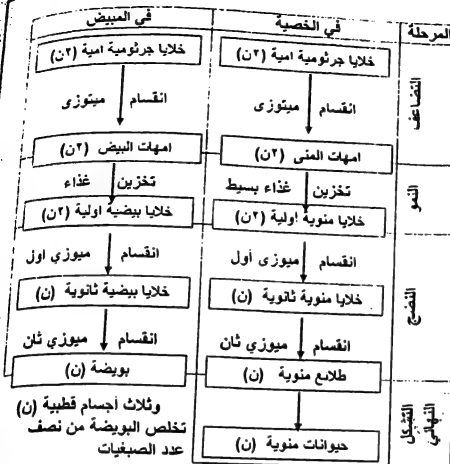 المرحلة
في الخصية
في المبيض
التضاعف
خلايا جرثومية امية (٢ن)
خلايا جرثومية امية (٢ن)
انقسام ميتوزى
انقسام ميتوزى
امهات المنى (٢ن)
امهات البيض (٢ن)
النمو
تخزين غذاء بسيط
تخزين غذاء
خلايا منوية أولية (٢ن)
خلايا بيضية اولية (٢ن)
النضج
انقسام ميوزى أول
انقسام ميوزي اول
خلايا منوية ثانوية (ن)
خلايا بيضية ثانوية (ن)
انقسام ميوزي ثان
انقسام ميوزي ثان
طلائع منوية (ن)
بويضة (ن)
التشكل
النهائي
حيوانات منوية (ن)
وثلاث أجسام قطبية (ن)
تخلص البويضة من نصف
عدد الصبغيات